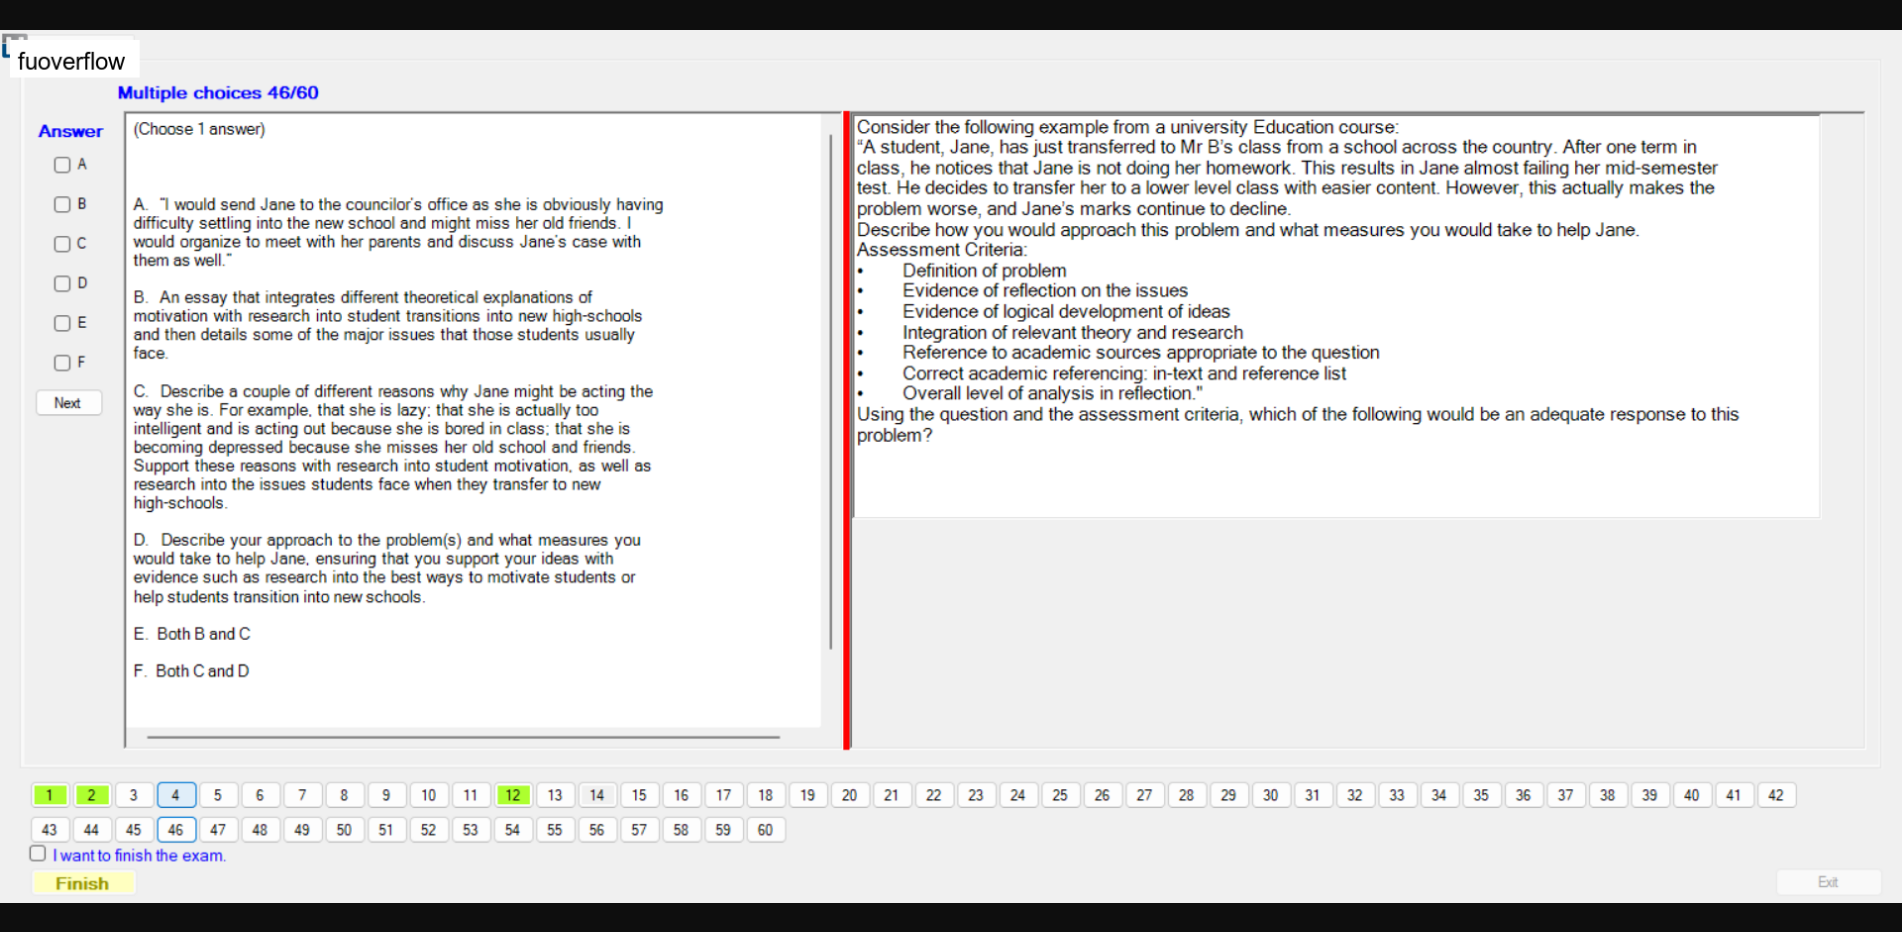 fuoverflow
Multiple choices 46/60
Answer
A
B
C
D
E
F
Next
(Choose 1 answer)
A. "I would send Jane to the councilor's office as she is obviously having
difficulty settling into the new school and might miss her old friends. I
would organize to meet with her parents and discuss Jane's case with
them as well."
B. An essay that integrates different theoretical explanations of
motivation with research into student transitions into new high-schools
and then details some of the major issues that those students usually
face.
C. Describe a couple of different reasons why Jane might be acting the
way she is. For example, that she is lazy; that she is actually too
intelligent and is acting out because she is bored in class; that she is
becoming depressed because she misses her old school and friends.
Support these reasons with research into student motivation, as well as
research into the issues students face when they transfer to new
high-schools.
D. Describe your approach to the problem(s) and what measures you
would take to help Jane, ensuring that you support your ideas with
evidence such as research into the best ways to motivate students or
help students transition into new schools.
E. Both B and C
F. Both C and D
Consider the following example from a university Education course:
“A student, Jane, has just transferred to Mr B's class from a school across the country. After one term in
class, he notices that Jane is not doing her homework. This results in Jane almost failing her mid-semester
test. He decides to transfer her to a lower level class with easier content. However, this actually makes the
problem worse, and Jane's marks continue to decline.
Describe how you would approach this problem and what measures you would take to help Jane.
Assessment Criteria:
• Definition of problem
• Evidence of reflection on the issues
• Evidence of logical development of ideas
• Integration of relevant theory and research
• Reference to academic sources appropriate to the question
• Correct academic referencing: in-text and reference list
• Overall level of analysis in reflection."
Using the question and the assessment criteria, which of the following would be an adequate response to this
problem?
1 2 3 4 5 6 7 8 9 10 11 12 13 14 15 16 17 18 19 20 21 22 23 24 25 26 27 28 29 30 31 32 33 34 35 36 37 38 39 40 41 42
43 44 45 46 47 48 49 50 51 52 53 54 55 56 57 58 59 60
I want to finish the exam.
Finish
Exit